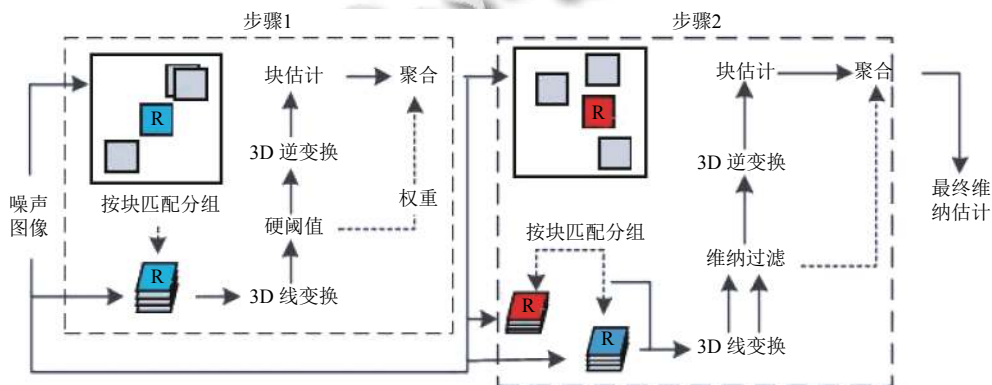 步骤1
步骤2
R
块估计
聚合
3D 逆变换
按块匹配分组
硬阈值
权重
R
3D 线变换
噪声
图像
R
块估计
聚合
3D 逆变换
按块匹配分组
维纳过滤
R
R
3D 线变换
最终维
纳估计